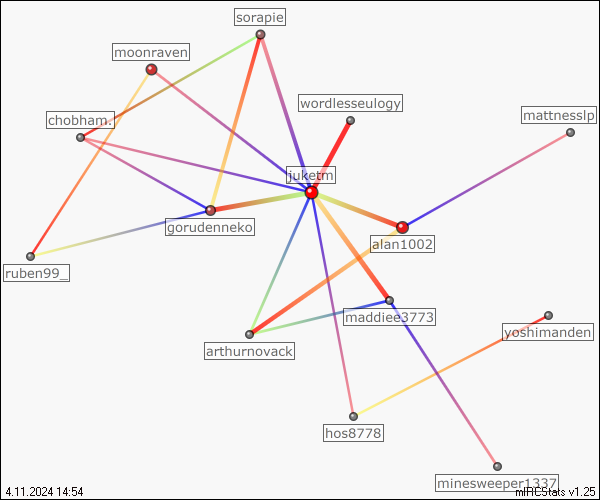 sorapie
moonraven
wordlesseulogy
mattnesslp
chobham.
juketm
gorudenneko
alan1002
ruben99_
maddiee3773
yoshimanden
arthurnovack
hos8778
minesweeper1337
4.11.2024 14:54
mIRCStats v1.25